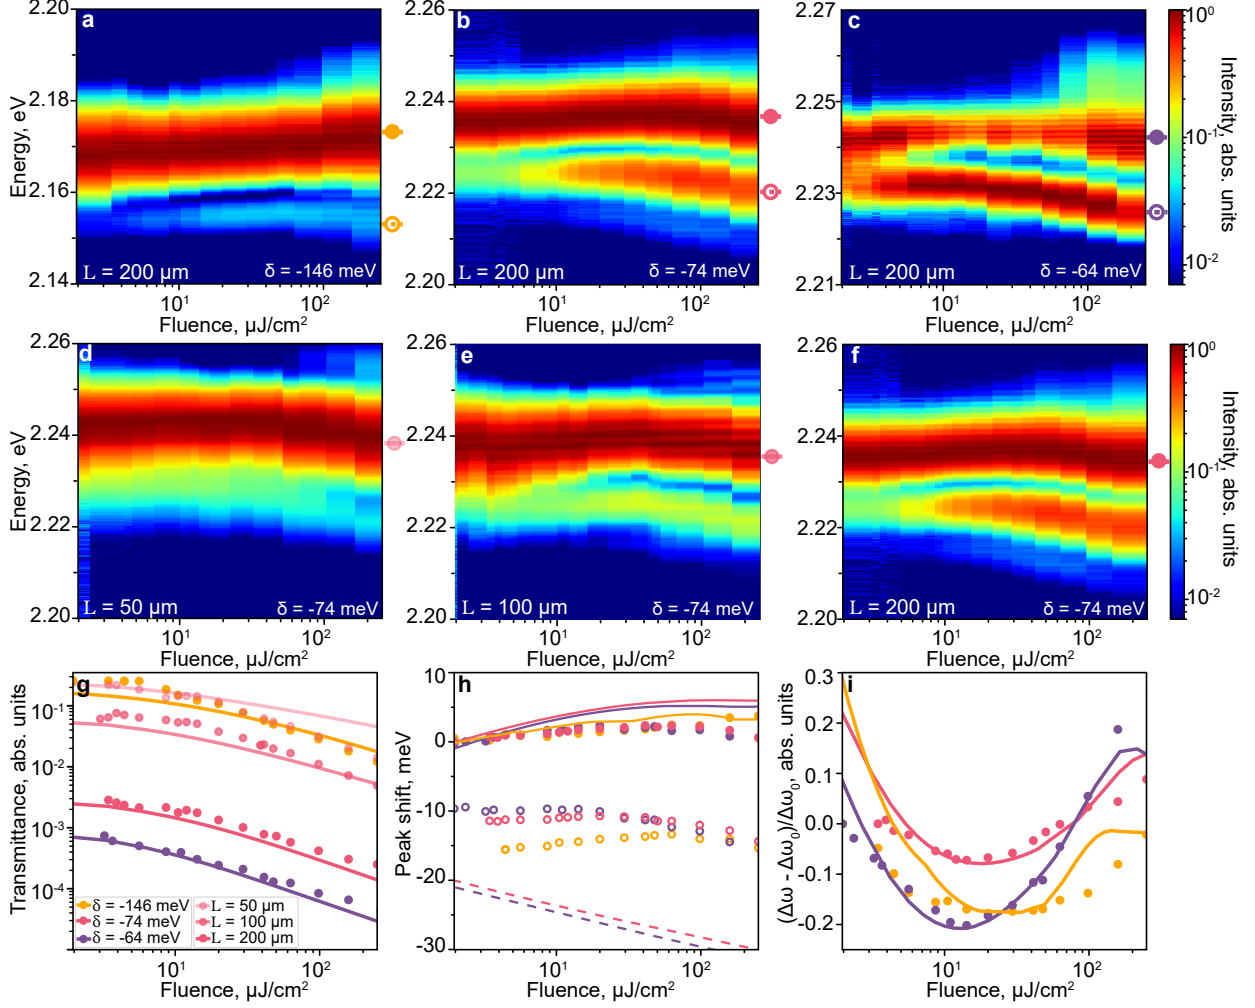 a
2.20
2.18
2.16
2.14
Energy, eV
L = 200 µm
δ = -146 meV
10¹
10²
Fluence, µJ/cm²
b
2.26
2.24
2.22
2.20
L = 200 µm
δ = -74 meV
10¹
10²
Fluence, µJ/cm²
c
2.27
2.25
2.23
2.21
L = 200 µm
δ = -64 meV
10¹
10²
Fluence, µJ/cm²
10⁰
10⁻¹
10⁻²
Intensity, abs. units
d
2.26
2.24
2.22
2.20
Energy, eV
L = 50 µm
δ = -74 meV
10¹
10²
Fluence, µJ/cm²
e
2.26
2.24
2.22
2.20
L = 100 µm
δ = -74 meV
10¹
10²
Fluence, µJ/cm²
f
2.26
2.24
2.22
2.20
L = 200 µm
δ = -74 meV
10¹
10²
Fluence, µJ/cm²
10⁰
10⁻¹
10⁻²
Intensity, abs. units
g
10⁻¹
10⁻²
10⁻³
10⁻⁴
Transmittance, abs. units
δ = -146 meV
δ = -74 meV
δ = -64 meV
L = 50 µm
L = 100 µm
L = 200 µm
10¹
10²
Fluence, µJ/cm²
h
10
0
-10
-20
-30
Peak shift, meV
10¹
10²
Fluence, µJ/cm²
i
0.3
0.2
0.1
0.0
-0.1
-0.2
(Δω - Δω₀)/Δω₀, abs. units
10¹
10²
Fluence, µJ/cm²